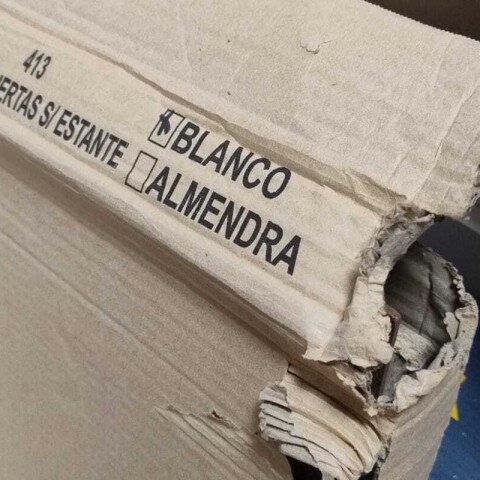 413
ERTAS S/ESTANTE
BLANCO
ALMENDRA